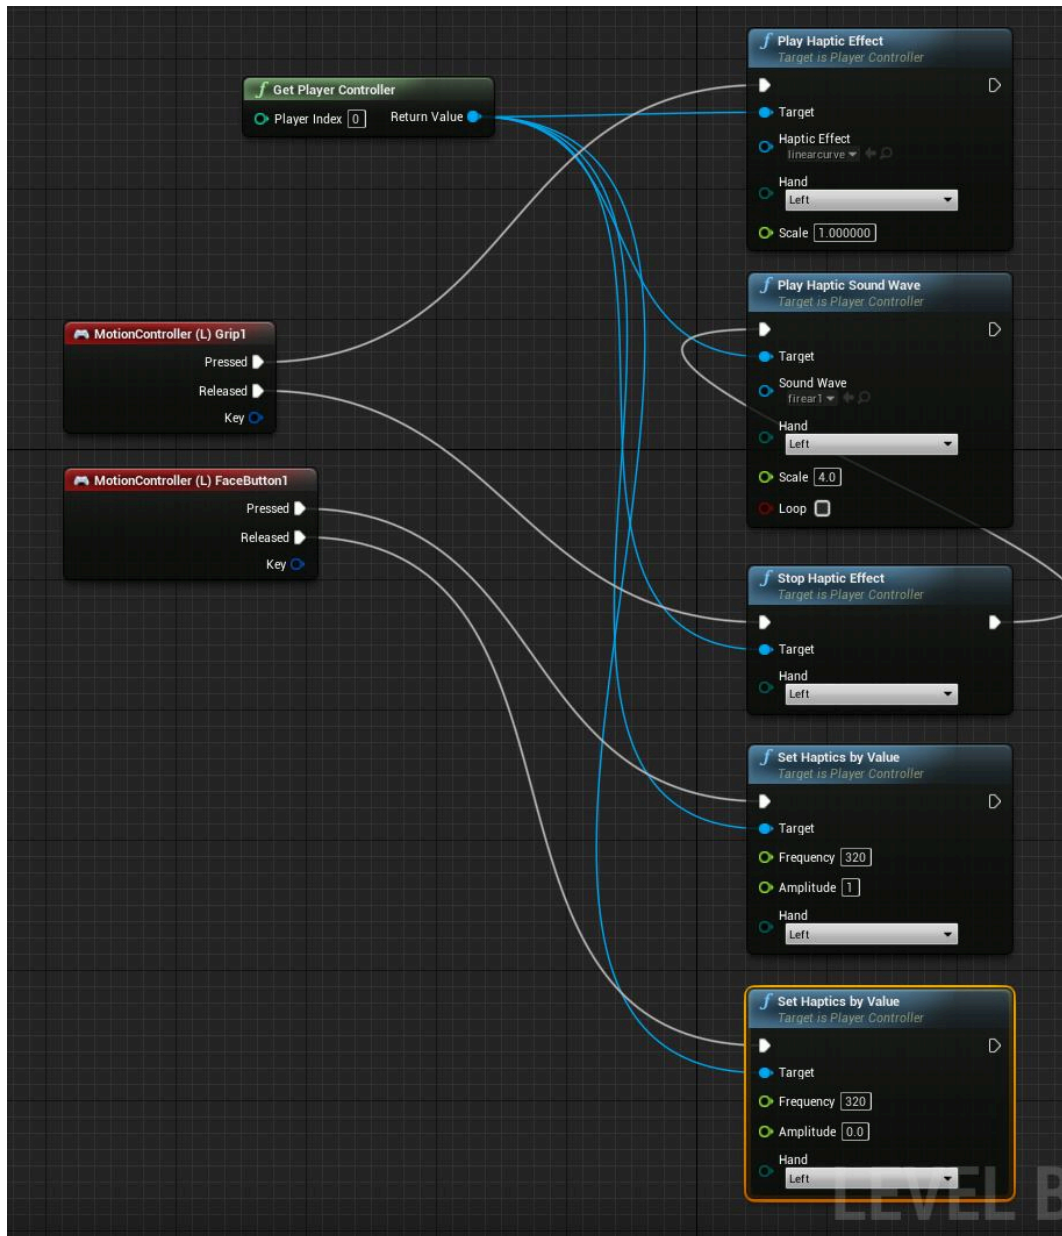 Get Player Controller
Player Index 0 Return Value
MotionController (L) Grip1
Pressed
Released
Key
MotionController (L) FaceButton1
Pressed
Released
Key
f Play Haptic Effect
Target is Player Controller
Target
Haptic Effect
linearcurve
Hand
Left
Scale 1.000000
f Play Haptic Sound Wave
Target is Player Controller
Target
Sound Wave
firear1
Hand
Left
Scale 4.0
Loop
f Stop Haptic Effect
Target is Player Controller
Target
Hand
Left
f Set Haptics by Value
Target is Player Controller
Target
Frequency 320
Amplitude 1
Hand
Left
f Set Haptics by Value
Target is Player Controller
Target
Frequency 320
Amplitude 0.0
Hand
Left
LEVEL B